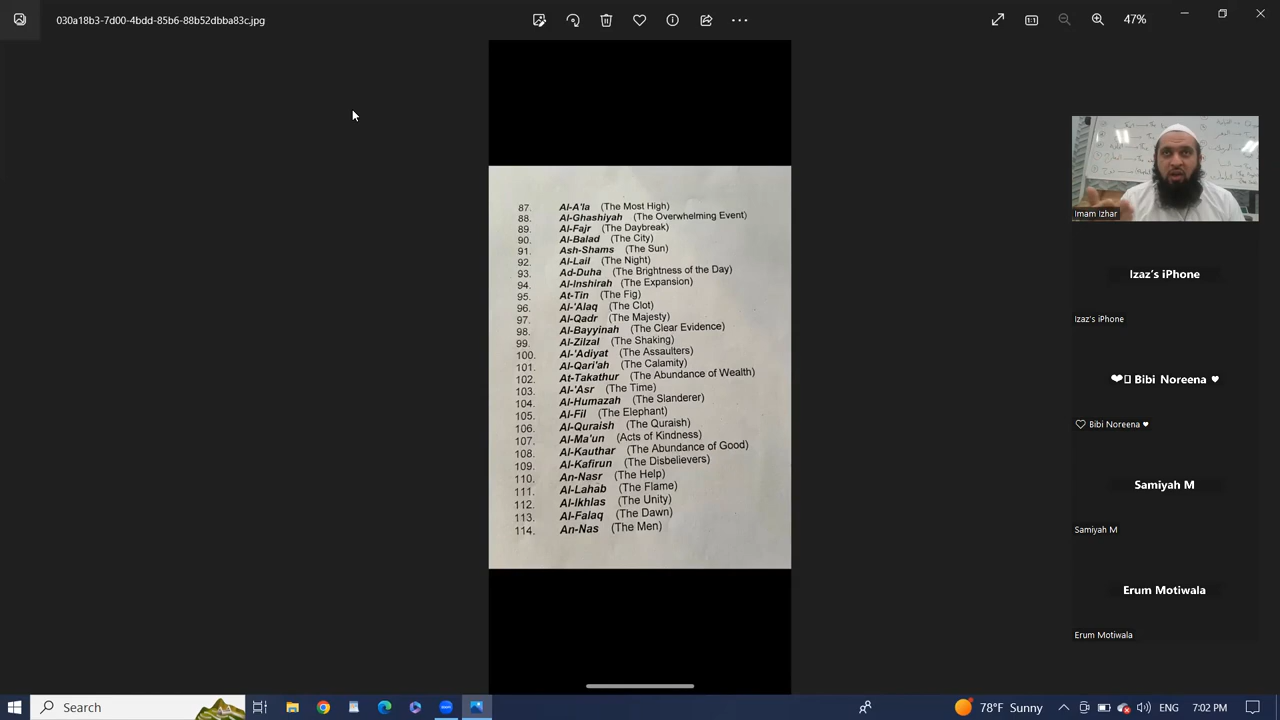 030a18b3-7d00-4bdd-85b6-88b52dbba83c.jpg
47%
87. Al-A'la (The Most High)
88. Al-Ghashiyah (The Overwhelming Event)
89. Al-Fajr (The Daybreak)
90. Al-Balad (The City)
91. Ash-Shams (The Sun)
92. Al-Lail (The Night)
93. Ad-Duha (The Brightness of the Day)
94. Al-Inshirah (The Expansion)
95. At-Tin (The Fig)
96. Al-'Alaq (The Clot)
97. Al-Qadr (The Majesty)
98. Al-Bayyinah (The Clear Evidence)
99. Al-Zilzal (The Shaking)
100. Al-'Adiyat (The Assaulters)
101. Al-Qari'ah (The Calamity)
102. At-Takathur (The Abundance of Wealth)
103. Al-'Asr (The Time)
104. Al-Humazah (The Slanderer)
105. Al-Fil (The Elephant)
106. Al-Quraish (The Quraish)
107. Al-Ma'un (Acts of Kindness)
108. Al-Kauthar (The Abundance of Good)
109. Al-Kafirun (The Disbelievers)
110. An-Nasr (The Help)
111. Al-Lahab (The Flame)
112. Al-Ikhlas (The Unity)
113. Al-Falaq (The Dawn)
114. An-Nas (The Men)
Imam Izhar
Izaz's iPhone
Izaz's iPhone
❤ Bibi Noreena ♥
♡ Bibi Noreena ♥
Samiyah M
Samiyah M
Erum Motiwala
Erum Motiwala
Search
78°F Sunny
ENG
7:02 PM